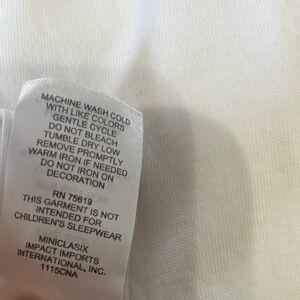 MACHINE WASH COLD
WITH LIKE COLORS
GENTLE CYCLE
DO NOT BLEACH
TUMBLE DRY LOW
REMOVE PROMPTLY
WARM IRON IF NEEDED
DO NOT IRON ON
DECORATION
RN 75619
THIS GARMENT IS NOT
INTENDED FOR
CHILDREN'S SLEEPWEAR
MINICLASIX
IMPACT IMPORTS
INTERNATIONAL, INC.
1115CNA